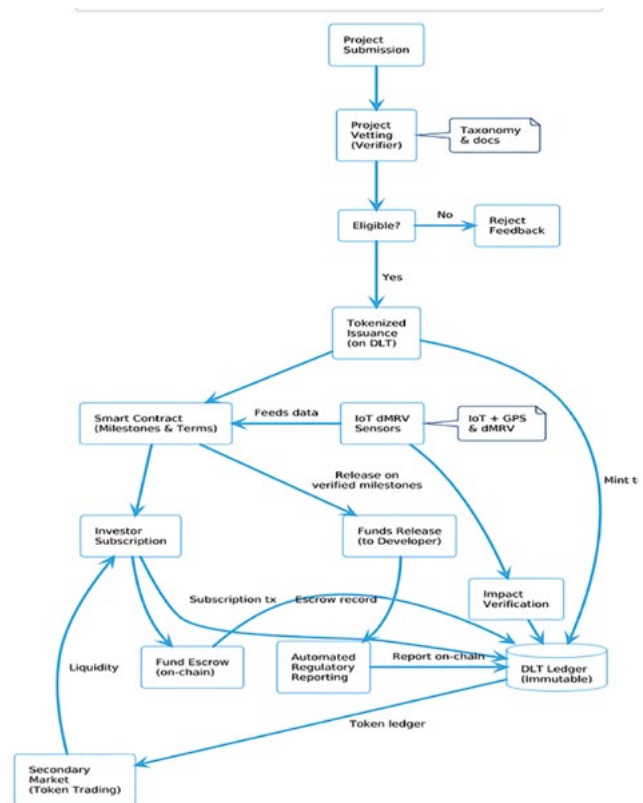 Project
Submission
Project
Vetting
(Verifier)
Taxonomy
& docs
Eligible?
No
Reject
Feedback
Yes
Tokenized
Issuance
(on DLT)
Smart Contract
(Milestones & Terms)
Feeds data
IoT dMRV
Sensors
IoT + GPS
& dMRV
Release on
verified milestones
Mint t
Investor
Subscription
Funds Release
(to Developer)
Impact
Verification
Subscription tx
Escrow record
Liquidity
Fund Escrow
(on-chain)
Automated
Regulatory
Reporting
Report on-chain
DLT Ledger
(Immutable)
Token ledger
Secondary
Market
(Token Trading)